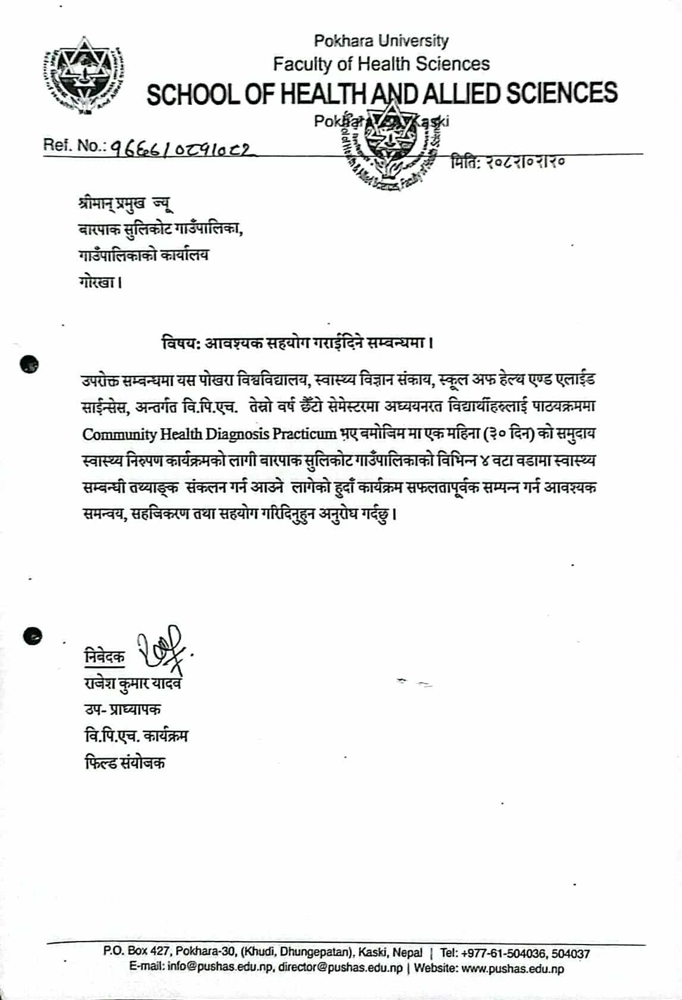 Pokhara University
Faculty of Health Sciences
SCHOOL OF HEALTH AND ALLIED SCIENCES
Kaski
Ref. No.:
मिति: २०८२।०२।२०
श्रीमान् प्रमुख ज्यू
बारपाक सुलिकोट गाउँपालिका,
गाउँपालिकाको कार्यालय
गोरखा।
विषय: आवश्यक सहयोग गराईदिने सम्बन्धमा।
उपरोक्त सम्बन्धमा यस पोखरा विश्वविद्यालय, स्वास्थ्य विज्ञान संकाय, स्कूल अफ हेल्थ एण्ड एलाईड
साईन्सेस, अन्तर्गत वि.पि.एच. तेस्रो वर्ष छैँटो सेमेस्टरमा अध्ययनरत विद्यार्थीहरुलाई पाठयक्रममा
Community Health Diagnosis Practicum भए बमोजिम मा एक महिना (३० दिन) को समुदाय
स्वास्थ्य निरुपण कार्यक्रमको लागी बारपाक सुलिकोट गाउँपालिकाको विभिन्न ४ वटा वडामा स्वास्थ्य
सम्बन्धी तथ्याङ्क संकलन गर्न आउने लागेको हुदाँ कार्यक्रम सफलतापूर्वक सम्पन्न गर्न आवश्यक
समन्वय, सहजिकरण तथा सहयोग गरिदिनुहुन अनुरोध गर्दछु।
निबेदक
राजेश कुमार यादव
उप- प्राध्यापक
वि.पि.एच. कार्यक्रम
फिल्ड संयोजक
P.O. Box 427, Pokhara-30, (Khudi, Dhungepatan), Kaski, Nepal | Tel: +977-61-504036, 504037
E-mail: info@pushas.edu.np, director@pushas.edu.np | Website: www.pushas.edu.np